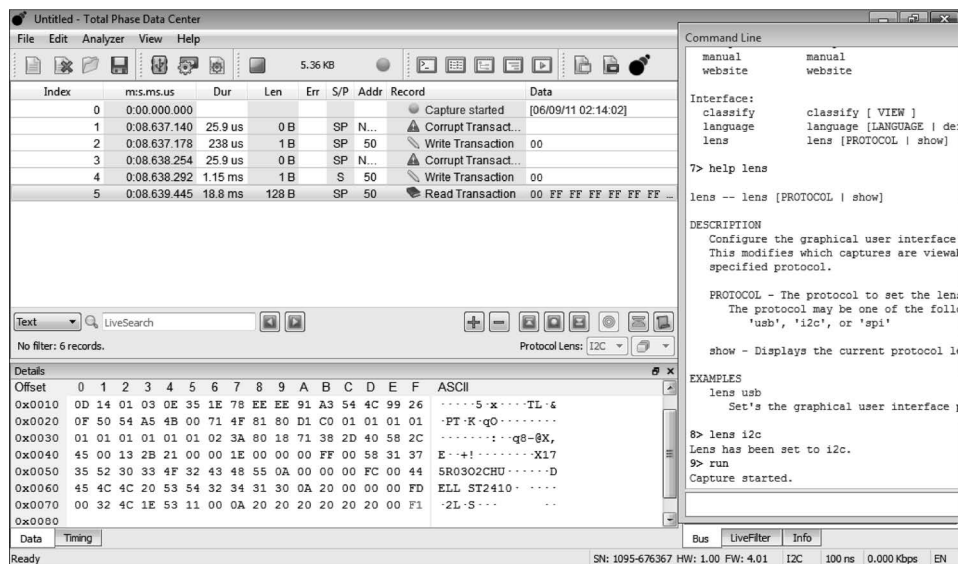 Untitled - Total Phase Data Center
File Edit Analyzer View Help
5.36 KB
Index m:s.ms.us Dur Len Err S/P Addr Record Data
0 0:00.000.000 Capture started [06/09/11 02:14:02]
1 0:08.637.140 25.9 us 0 B SP N... Corrupt Transact...
2 0:08.637.178 238 us 1 B SP 50 Write Transaction 00
3 0:08.638.254 25.9 us 0 B SP N... Corrupt Transact...
4 0:08.638.292 1.15 ms 1 B S 50 Write Transaction 00
5 0:08.639.445 18.8 ms 128 B SP 50 Read Transaction 00 FF FF FF FF FF FF ...
Text LiveSearch
No filter: 6 records. Protocol Lens: I2C
Details
Offset 0 1 2 3 4 5 6 7 8 9 A B C D E F ASCII
0x0010 0D 14 01 03 0E 35 1E 78 EE EE 91 A3 54 4C 99 26 ·····5·x····TL·&
0x0020 0F 50 54 A5 4B 00 71 4F 81 80 D1 C0 01 01 01 01 ·PT·K·qO········
0x0030 01 01 01 01 01 01 02 3A 80 18 71 38 2D 40 58 2C ·······:··q8-@X,
0x0040 45 00 13 2B 21 00 00 1E 00 00 00 FF 00 58 31 37 E··+!········X17
0x0050 35 52 30 33 4F 32 43 48 55 0A 00 00 00 FC 00 44 5R03O2CHU······D
0x0060 45 4C 4C 20 53 54 32 34 31 30 0A 20 00 00 00 FD ELL ST2410· ····
0x0070 00 32 4C 1E 53 11 00 0A 20 20 20 20 20 20 00 F1 ·2L·S··· ··
0x0080
Data Timing
Ready
Command Line
manual manual
website website
Interface:
classify classify [ VIEW ]
language language [LANGUAGE | de
lens lens [PROTOCOL | show]
7> help lens
lens -- lens [PROTOCOL | show]
DESCRIPTION
Configure the graphical user interface
This modifies which captures are viewa
specified protocol.
PROTOCOL - The protocol to set the len
The protocol may be one of the follo
'usb', 'i2c', or 'spi'
show - Displays the current protocol l
EXAMPLES
lens usb
Set's the graphical user interface p
8> lens i2c
Lens has been set to i2c.
9> run
Capture started.
Bus LiveFilter Info
SN: 1095-676367 HW: 1.00 FW: 4.01 I2C 100 ns 0.000 Kbps EN